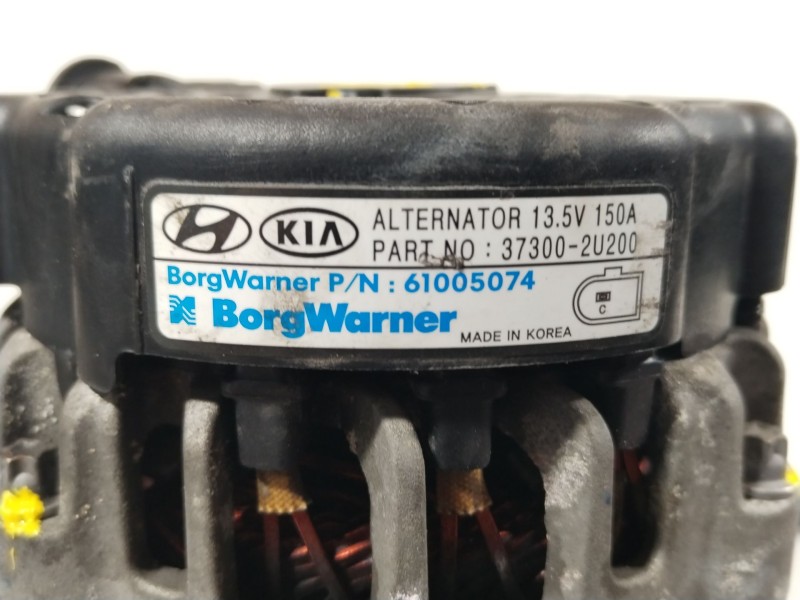 KIA ALTERNATOR 13.5V 150A
PART NO : 37300-2U200
BorgWarner P/N : 61005074
BorgWarner
C
MADE IN KOREA